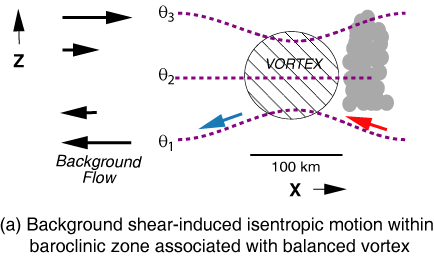 θ3
Z
VORTEX
θ2
θ1
Background
Flow
100 km
X
(a) Background shear-induced isentropic motion within
baroclinic zone associated with balanced vortex